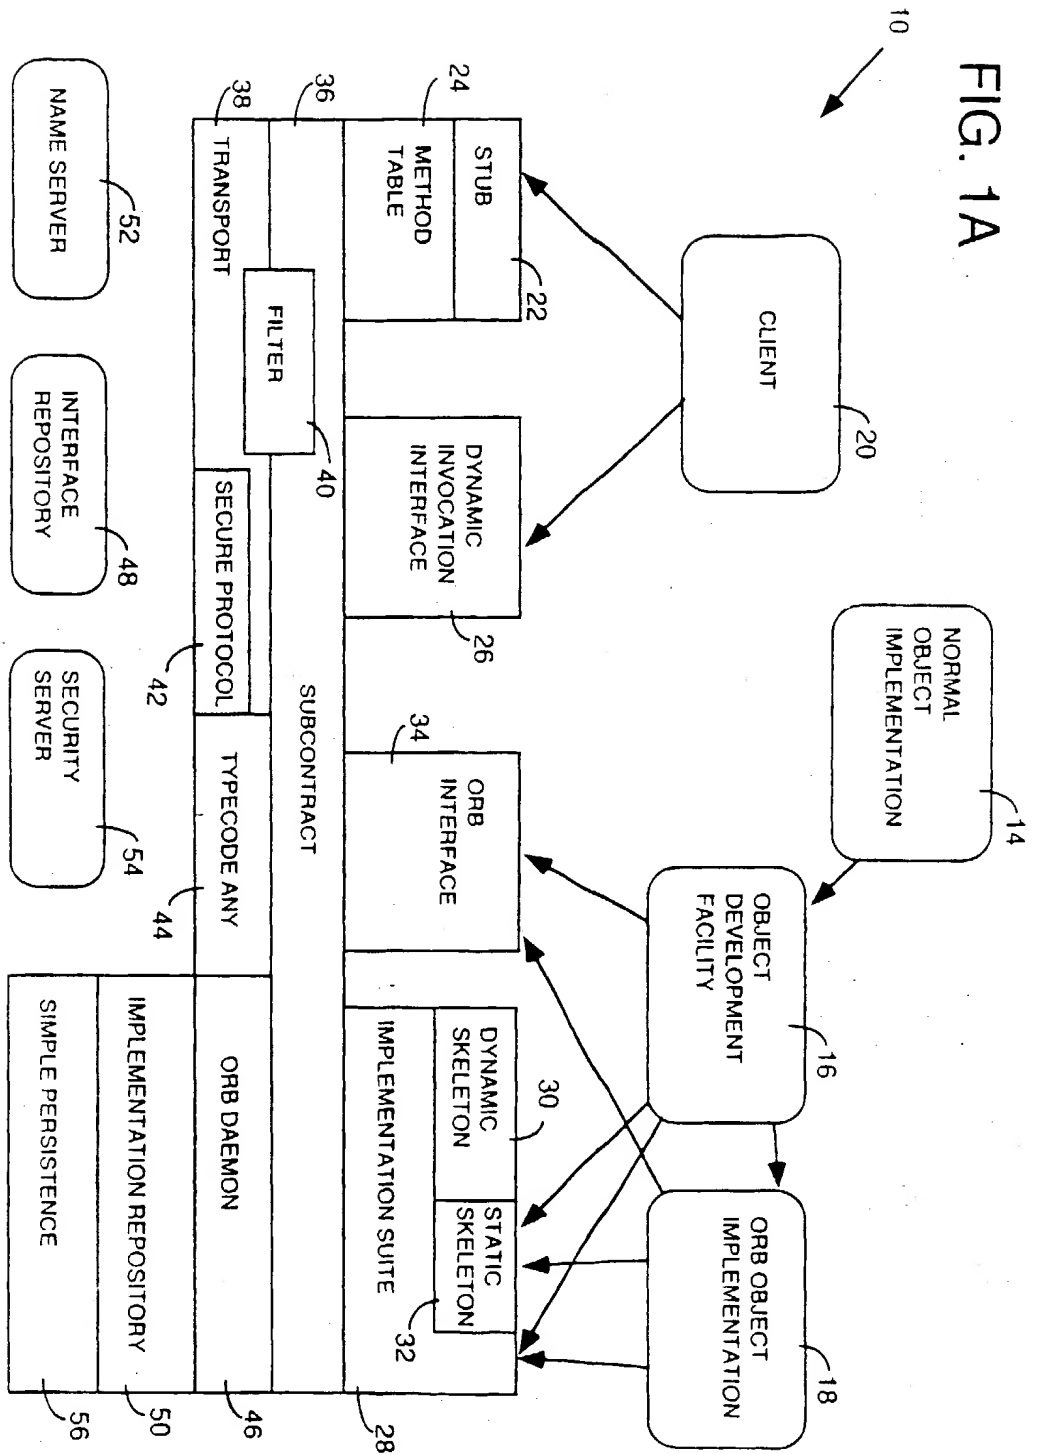 FIG. 1A
10
CLIENT
20
NORMAL
OBJECT
IMPLEMENTATION
14
OBJECT
DEVELOPMENT
FACILITY
16
ORB OBJECT
IMPLEMENTATION
18
STUB
22
METHOD
TABLE
24
DYNAMIC
INVOCATION
INTERFACE
26
ORB
INTERFACE
34
DYNAMIC
SKELETON
30
STATIC
SKELETON
32
IMPLEMENTATION SUITE
28
36
SUBCONTRACT
FILTER
40
38
TRANSPORT
SECURE PROTOCOL
42
TYPECODE ANY
44
ORB DAEMON
46
IMPLEMENTATION REPOSITORY
50
SIMPLE PERSISTENCE
56
NAME SERVER
52
INTERFACE
REPOSITORY
48
SECURITY
SERVER
54